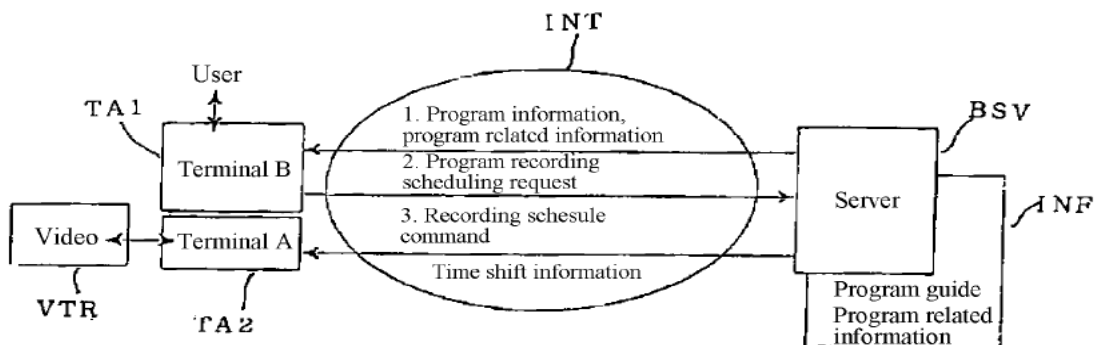 INT
User
TA1
1. Program information,
program related information
BSV
Terminal B
2. Program recording
scheduling request
Server
INF
3. Recording schesule
command
Video
Terminal A
Time shift information
VTR
TA2
Program guide
Program related
information